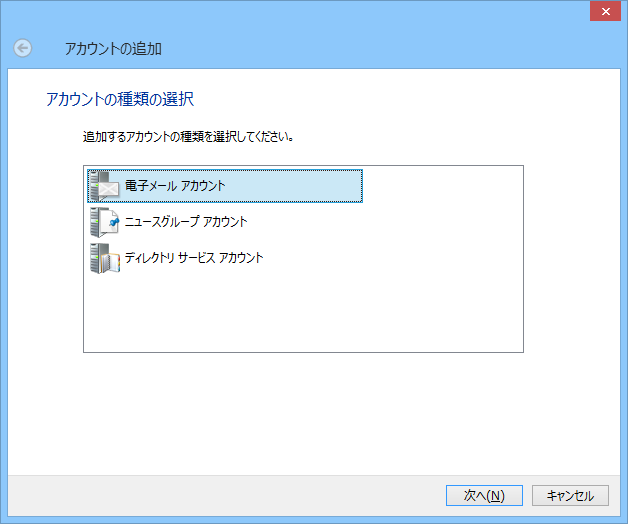 アカウントの追加
アカウントの種類の選択
追加するアカウントの種類を選択してください。
電子メール アカウント
ニュースグループ アカウント
ディレクトリ サービス アカウント
次へ(N)
キャンセル